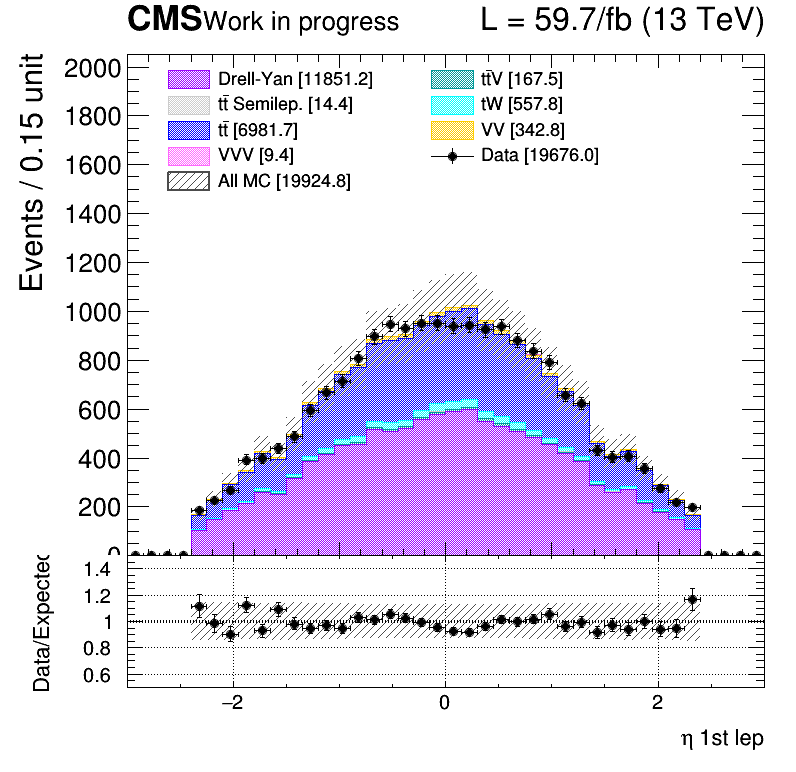 CMS Work in progress L = 59.7/fb (13 TeV)
Events / 0.15 unit
2000
1800
1600
1400
1200
1000
800
600
400
200
0
Drell-Yan [11851.2]
tt̄ Semilep. [14.4]
tt̄ [6981.7]
VVV [9.4]
All MC [19924.8]
tt̄V [167.5]
tW [557.8]
VV [342.8]
Data [19676.0]
Data/Expected
1.4
1.2
1
0.8
0.6
−2 0 2
η 1st lep